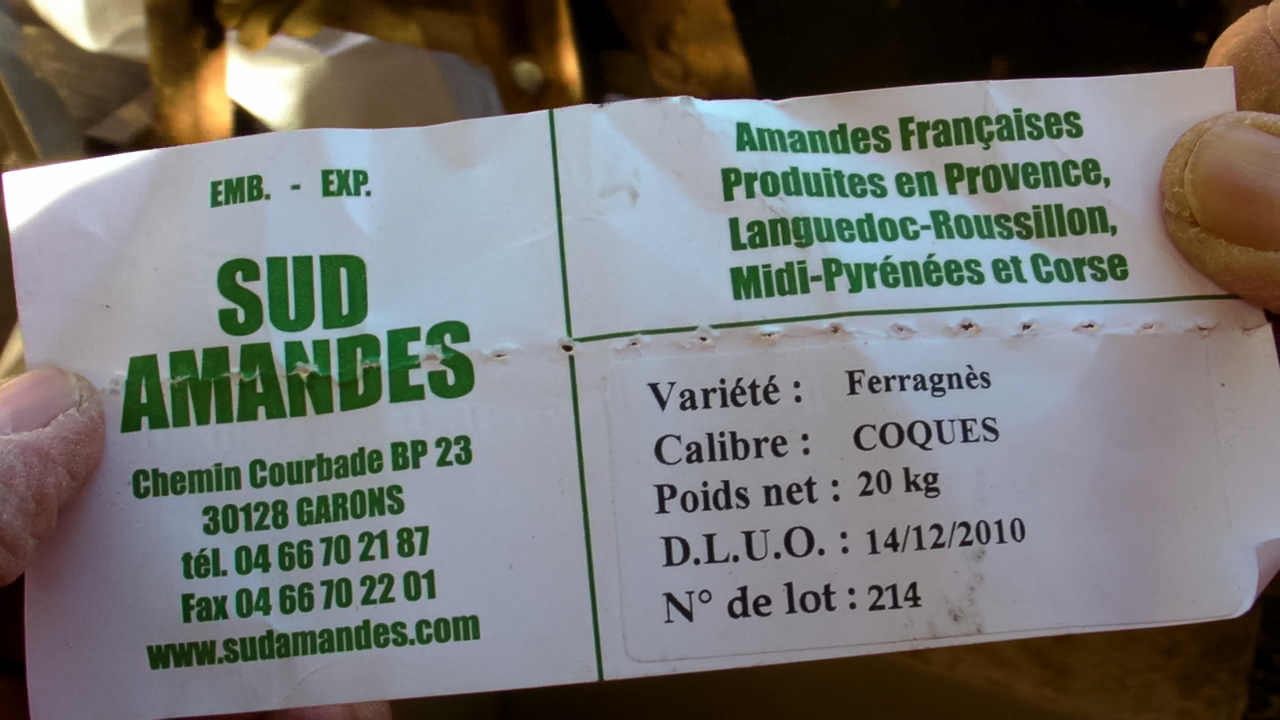 EMB. - EXP.
SUD
AMANDES
Chemin Courbade BP 23
30128 GARONS
tél. 04 66 70 21 87
Fax 04 66 70 22 01
www.sudamandes.com
Amandes Françaises
Produites en Provence,
Languedoc-Roussillon,
Midi-Pyrénées et Corse
Variété : Ferragnès
Calibre : COQUES
Poids net : 20 kg
D.L.U.O. : 14/12/2010
N° de lot : 214